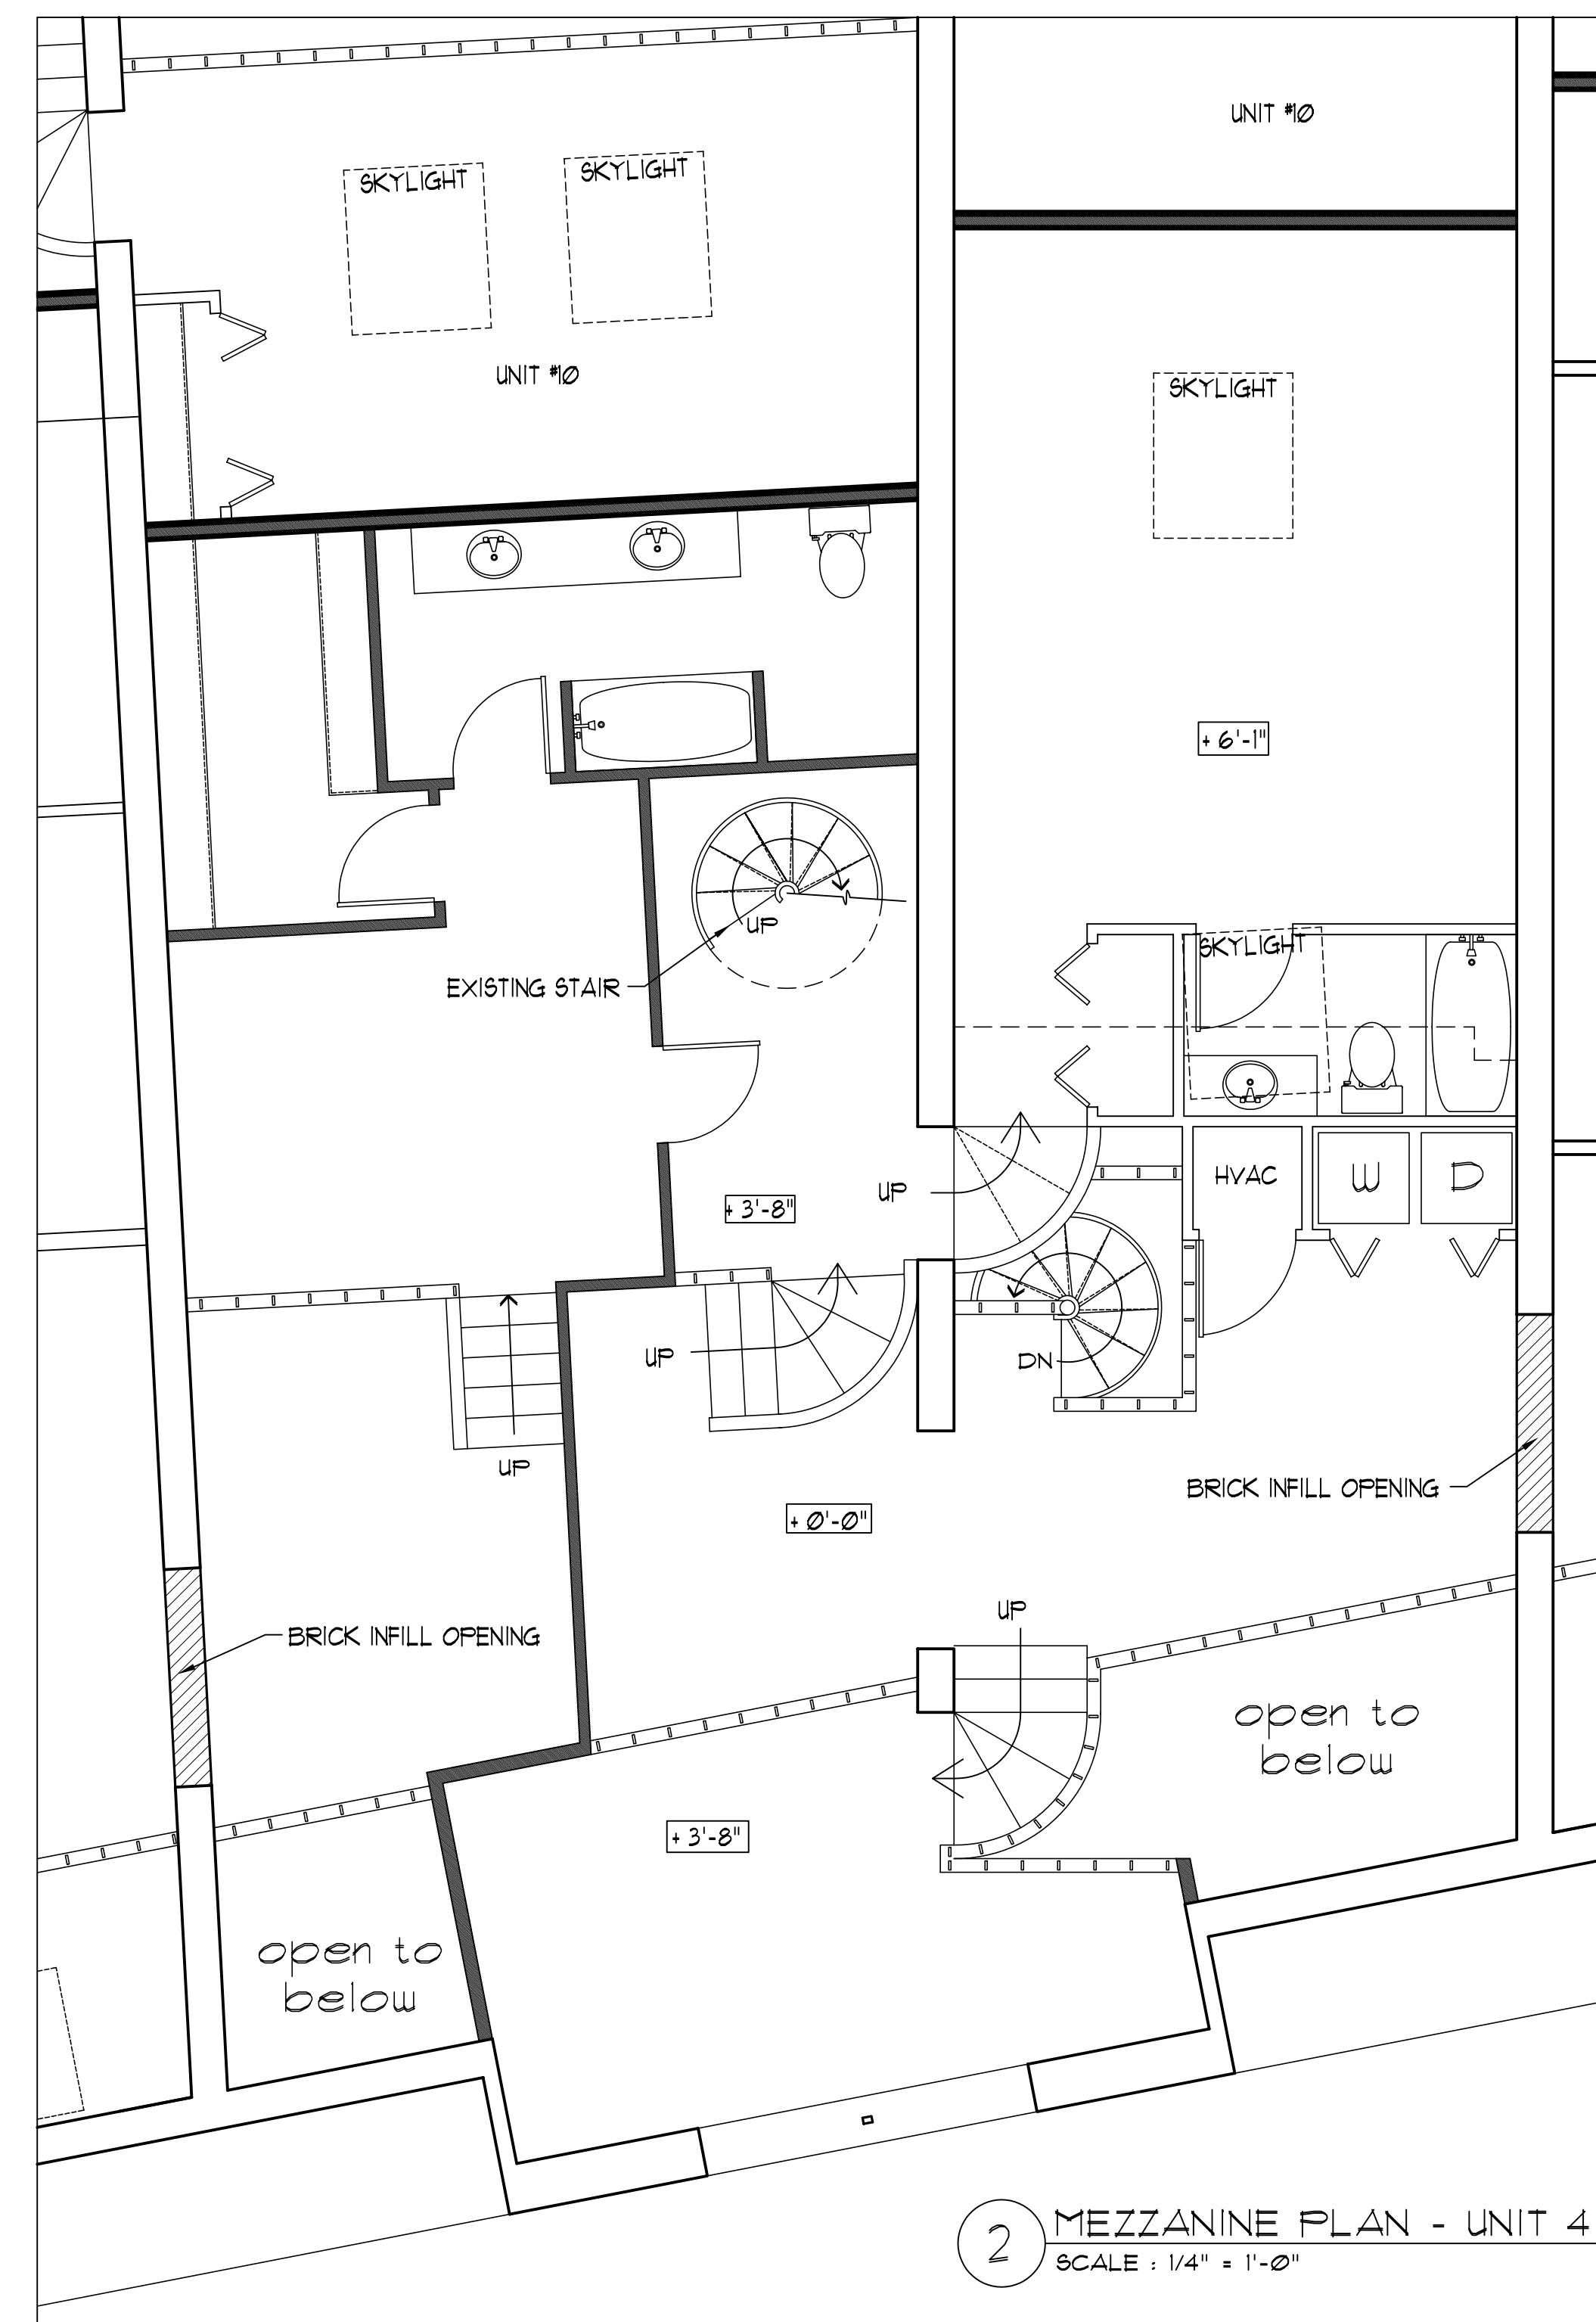 UNIT #10
SKYLIGHT
SKYLIGHT
UNIT #10
SKYLIGHT
+ 6'-1"
UP
SKYLIGHT
EXISTING STAIR
HVAC
W
D
UP
+ 3'-8"
UP
DN
UP
BRICK INFILL OPENING
+ 0'-0"
UP
BRICK INFILL OPENING
open to
below
+ 3'-8"
open to
below
2
MEZZANINE PLAN - UNIT 4
SCALE : 1/4" = 1'-0"